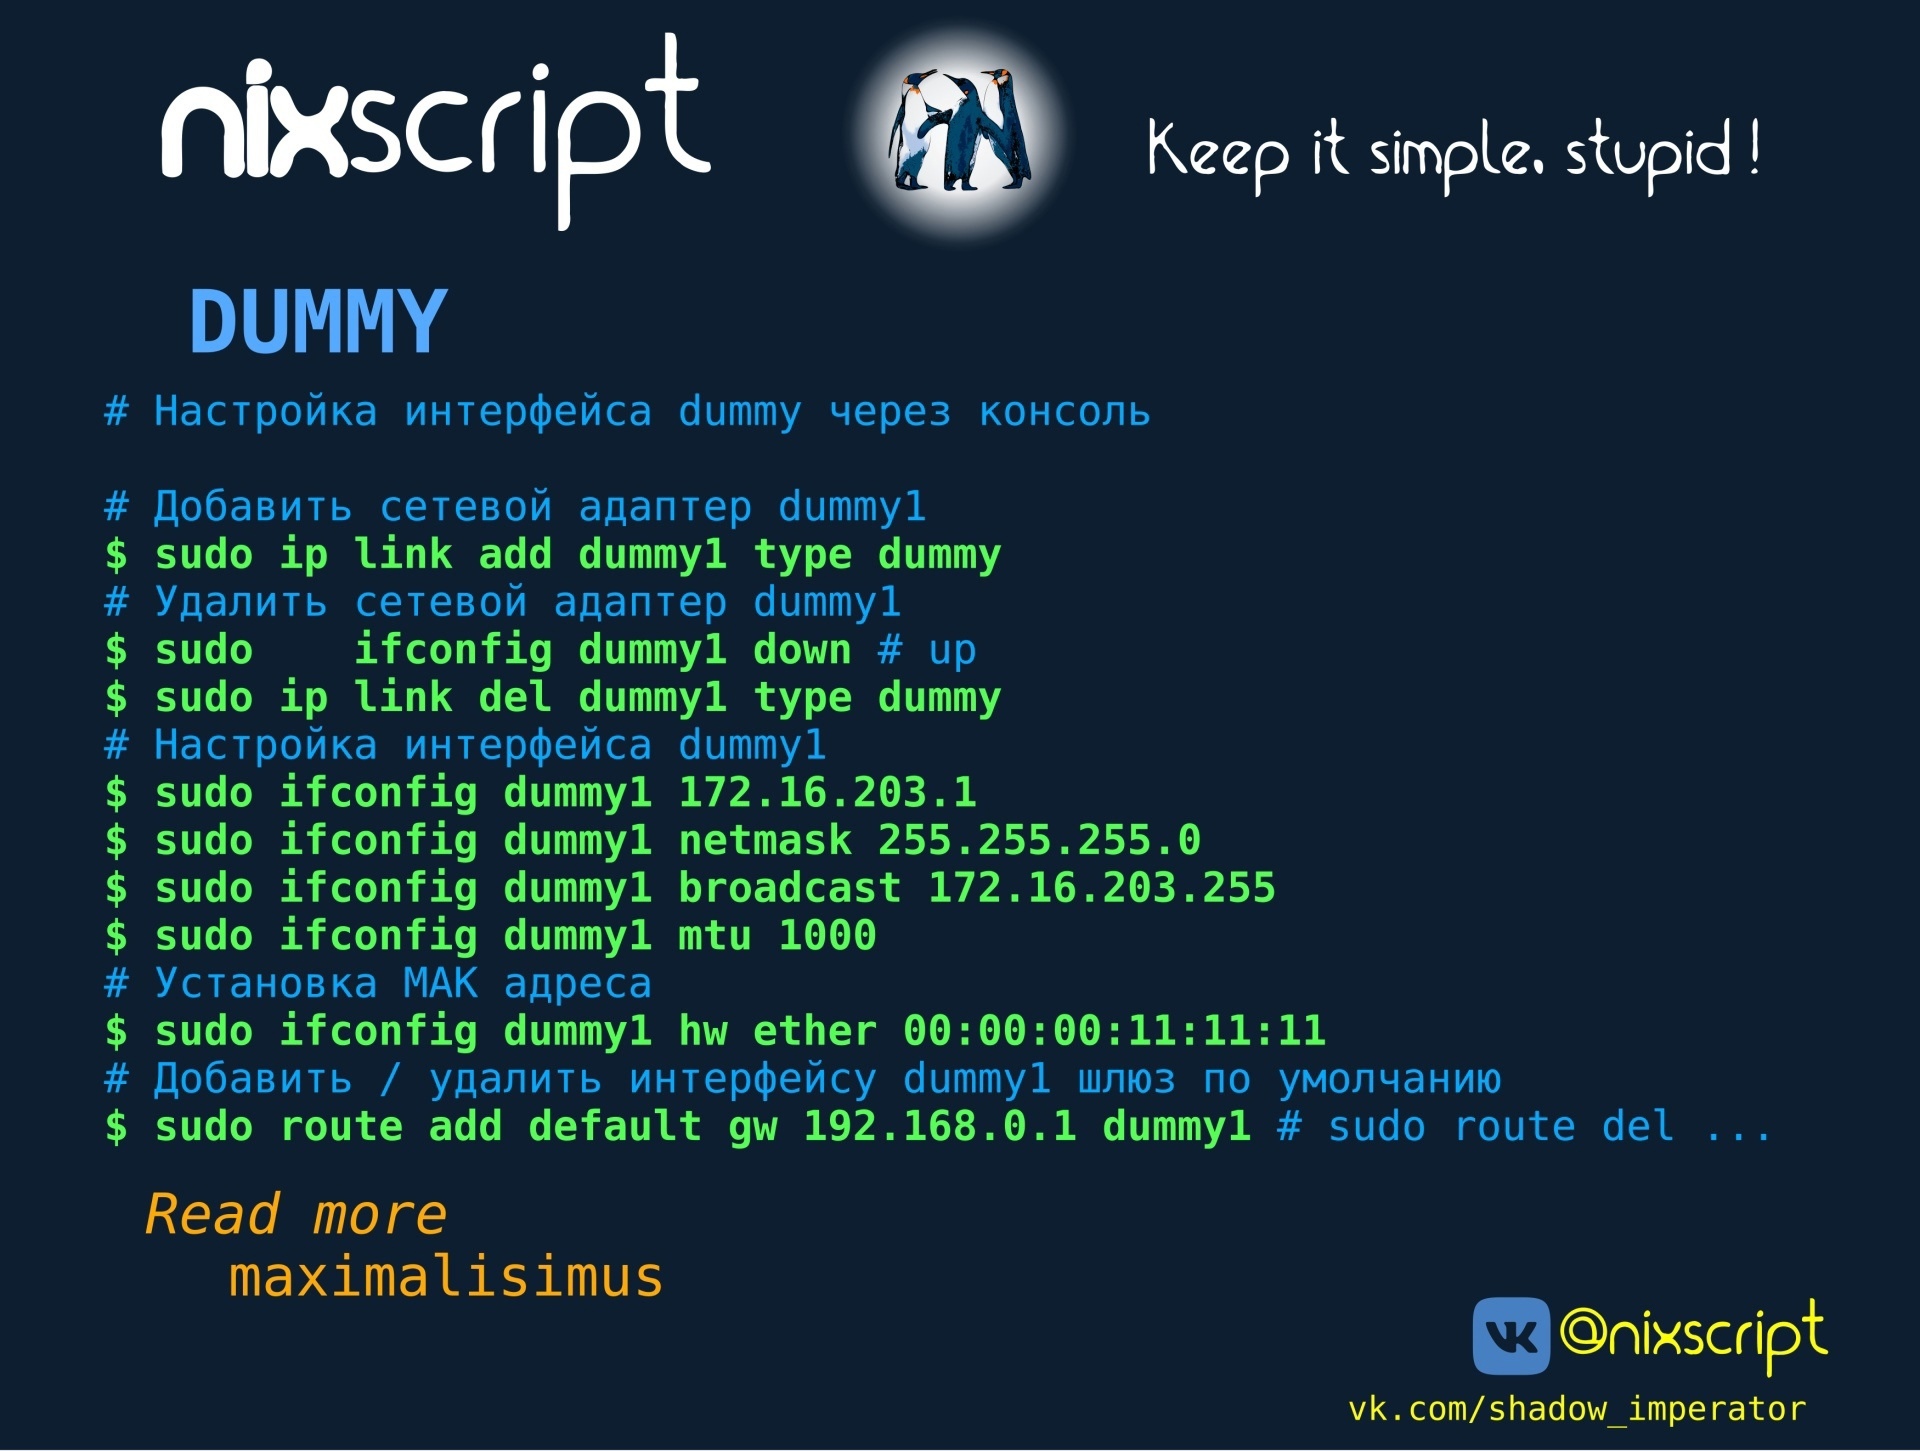 nixscript
Keep it simple, stupid !
DUMMY
# Настройка интерфейса dummy через консоль
# Добавить сетевой адаптер dummy1
$ sudo ip link add dummy1 type dummy
# Удалить сетевой адаптер dummy1
$ sudo    ifconfig dummy1 down # up
$ sudo ip link del dummy1 type dummy
# Настройка интерфейса dummy1
$ sudo ifconfig dummy1 172.16.203.1
$ sudo ifconfig dummy1 netmask 255.255.255.0
$ sudo ifconfig dummy1 broadcast 172.16.203.255
$ sudo ifconfig dummy1 mtu 1000
# Установка МАК адреса
$ sudo ifconfig dummy1 hw ether 00:00:00:11:11:11
# Добавить / удалить интерфейсу dummy1 шлюз по умолчанию
$ sudo route add default gw 192.168.0.1 dummy1 # sudo route del ...
Read more
maximalisimus
@nixscript
vk.com/shadow_imperator